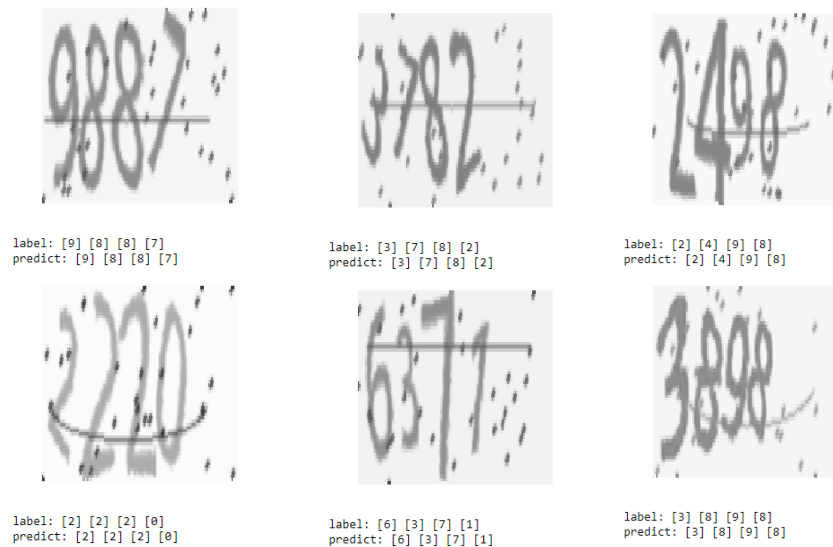 9887
3782
2498
label: [9] [8] [8] [7]
predict: [9] [8] [8] [7]
label: [3] [7] [8] [2]
predict: [3] [7] [8] [2]
label: [2] [4] [9] [8]
predict: [2] [4] [9] [8]
2220
6371
3898
label: [2] [2] [2] [0]
predict: [2] [2] [2] [0]
label: [6] [3] [7] [1]
predict: [6] [3] [7] [1]
label: [3] [8] [9] [8]
predict: [3] [8] [9] [8]